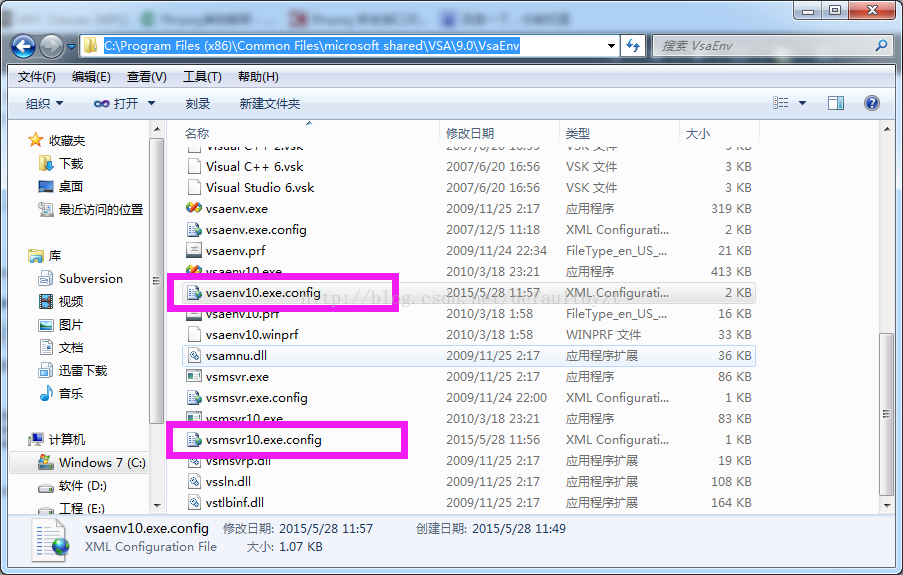 C:\Program Files (x86)\Common Files\microsoft shared\VSA\9.0\VsaEnv
搜索 VsaEnv
文件(F) 编辑(E) 查看(V) 工具(T) 帮助(H)
组织 打开 刻录 新建文件夹
收藏夹
下载
桌面
最近访问的位置
库
Subversion
视频
图片
文档
迅雷下载
音乐
计算机
Windows 7 (C:)
软件 (D:)
工程 (E:)
名称 修改日期 类型 大小
Visual C++ 2.vsk 2007/6/20 16:55 VSK 文件 3 KB
Visual C++ 6.vsk 2007/6/20 16:56 VSK 文件 3 KB
Visual Studio 6.vsk 2007/6/20 16:56 VSK 文件 3 KB
vsaenv.exe 2009/11/25 2:17 应用程序 319 KB
vsaenv.exe.config 2007/12/5 11:18 XML Configurati... 2 KB
vsaenv.prf 2009/11/24 22:34 FileType_en_US_... 21 KB
vsaenv10.exe 2010/3/18 23:21 应用程序 413 KB
vsaenv10.exe.config 2015/5/28 11:57 XML Configurati... 2 KB
vsaenv10.prf 2010/3/18 1:58 FileType_en_US_... 16 KB
vsaenv10.winprf 2010/3/18 1:58 WINPRF 文件 33 KB
vsamnu.dll 2009/11/25 2:17 应用程序扩展 36 KB
vsmsvr.exe 2009/11/25 2:17 应用程序 86 KB
vsmsvr.exe.config 2009/11/24 22:00 XML Configurati... 1 KB
vsmsvr10.exe 2010/3/18 23:21 应用程序 83 KB
vsmsvr10.exe.config 2015/5/28 11:56 XML Configurati... 1 KB
vsmsvrp.dll 2009/11/25 2:17 应用程序扩展 19 KB
vssln.dll 2009/11/25 2:17 应用程序扩展 108 KB
vstlbinf.dll 2009/11/25 2:17 应用程序扩展 164 KB
vsaenv10.exe.config 修改日期: 2015/5/28 11:57 创建日期: 2015/5/28 11:49
XML Configuration File 大小: 1.07 KB